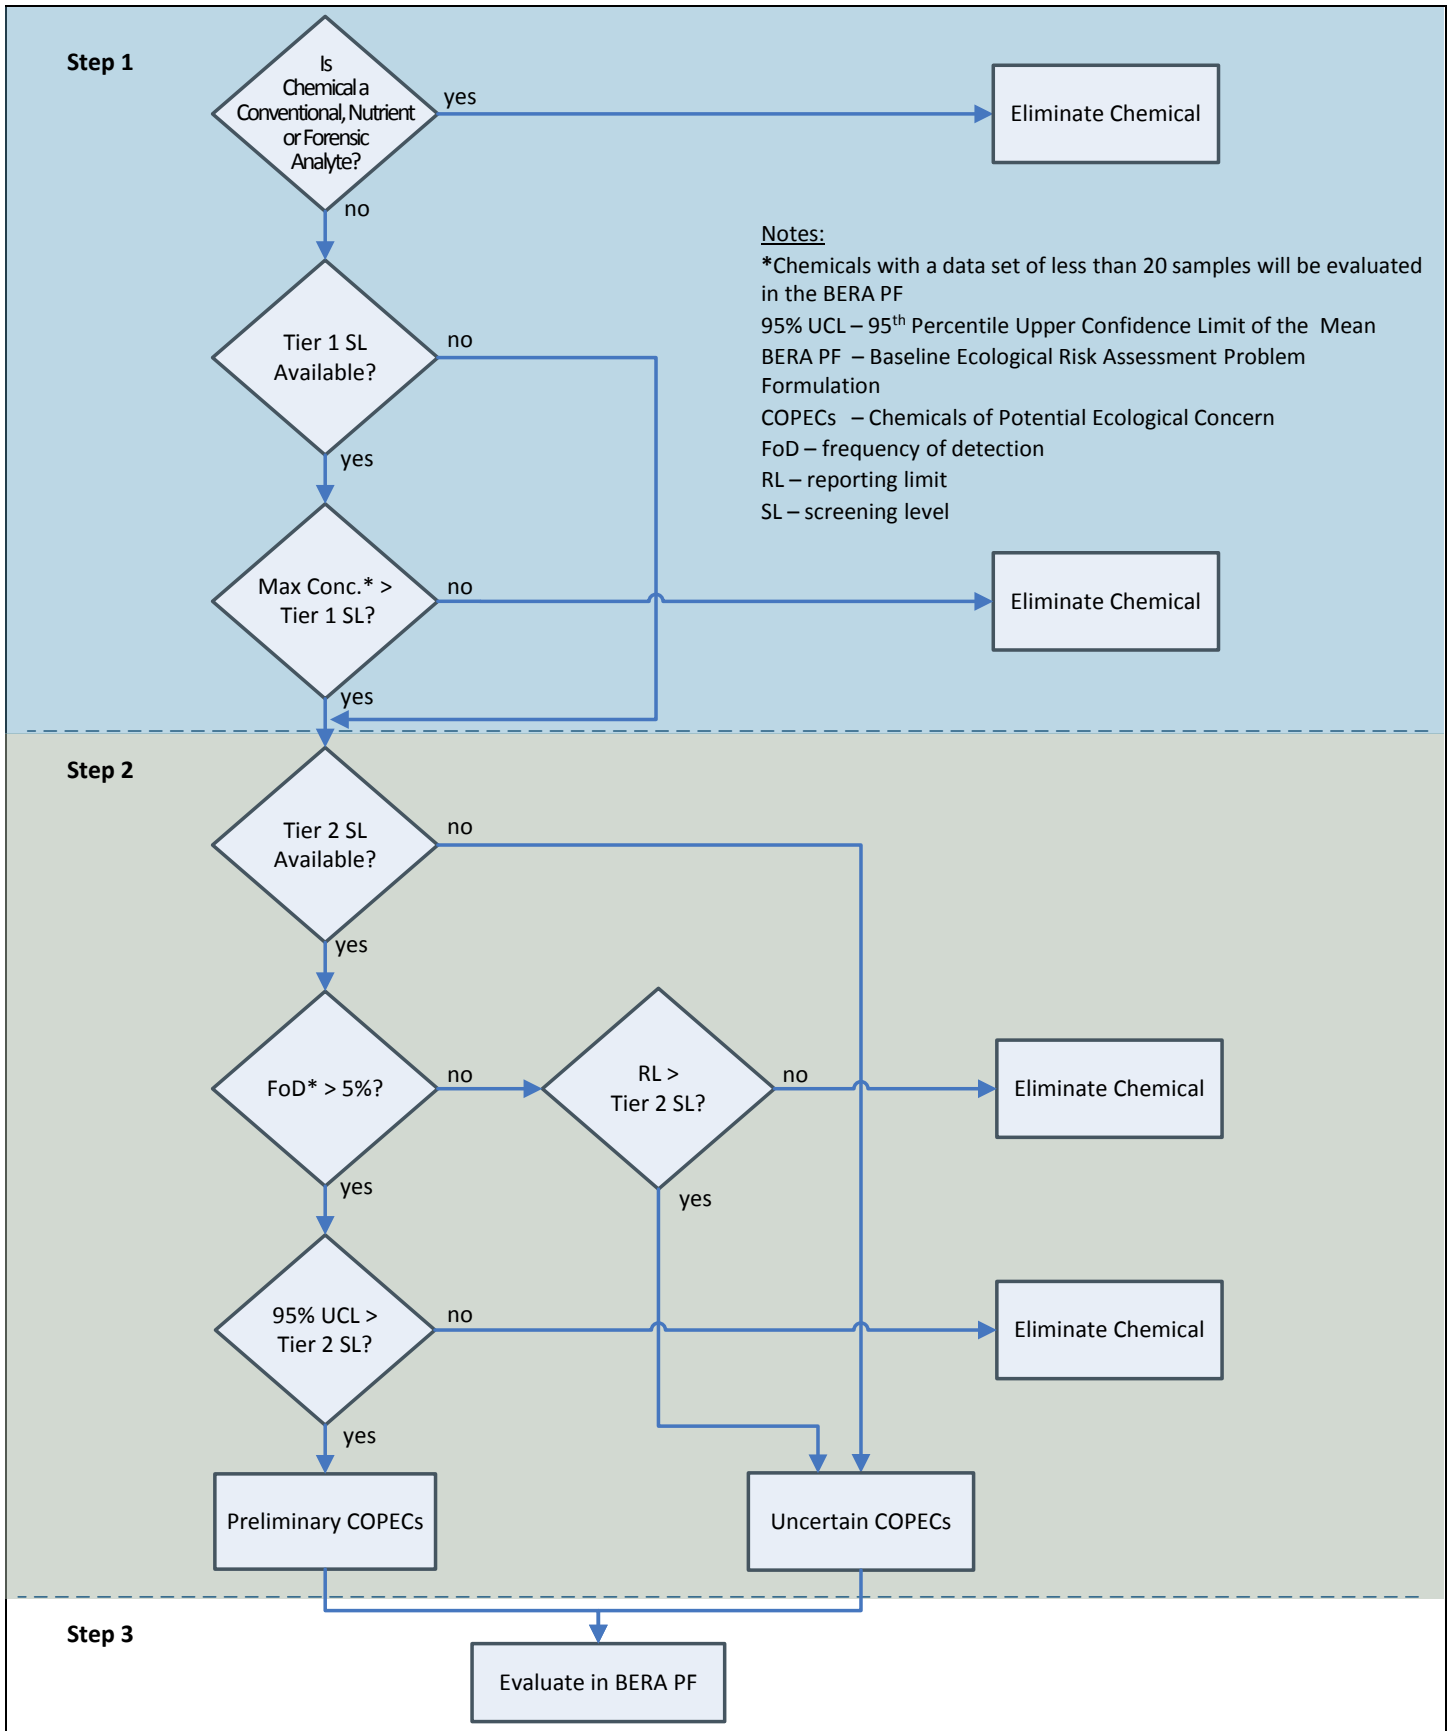 Step 1
Is
Chemical a
Conventional, Nutrient
or Forensic
Analyte?
yes
Eliminate Chemical
no
Notes:
*Chemicals with a data set of less than 20 samples will be evaluated
in the BERA PF
95% UCL – 95th Percentile Upper Confidence Limit of the Mean
BERA PF – Baseline Ecological Risk Assessment Problem
Formulation
COPECs – Chemicals of Potential Ecological Concern
FoD – frequency of detection
RL – reporting limit
SL – screening level
Tier 1 SL
Available?
no
yes
Max Conc.* >
Tier 1 SL?
no
Eliminate Chemical
yes
Step 2
Tier 2 SL
Available?
no
yes
FoD* > 5%?
no
RL >
Tier 2 SL?
no
Eliminate Chemical
yes
yes
95% UCL >
Tier 2 SL?
no
Eliminate Chemical
yes
Preliminary COPECs
Uncertain COPECs
Step 3
Evaluate in BERA PF